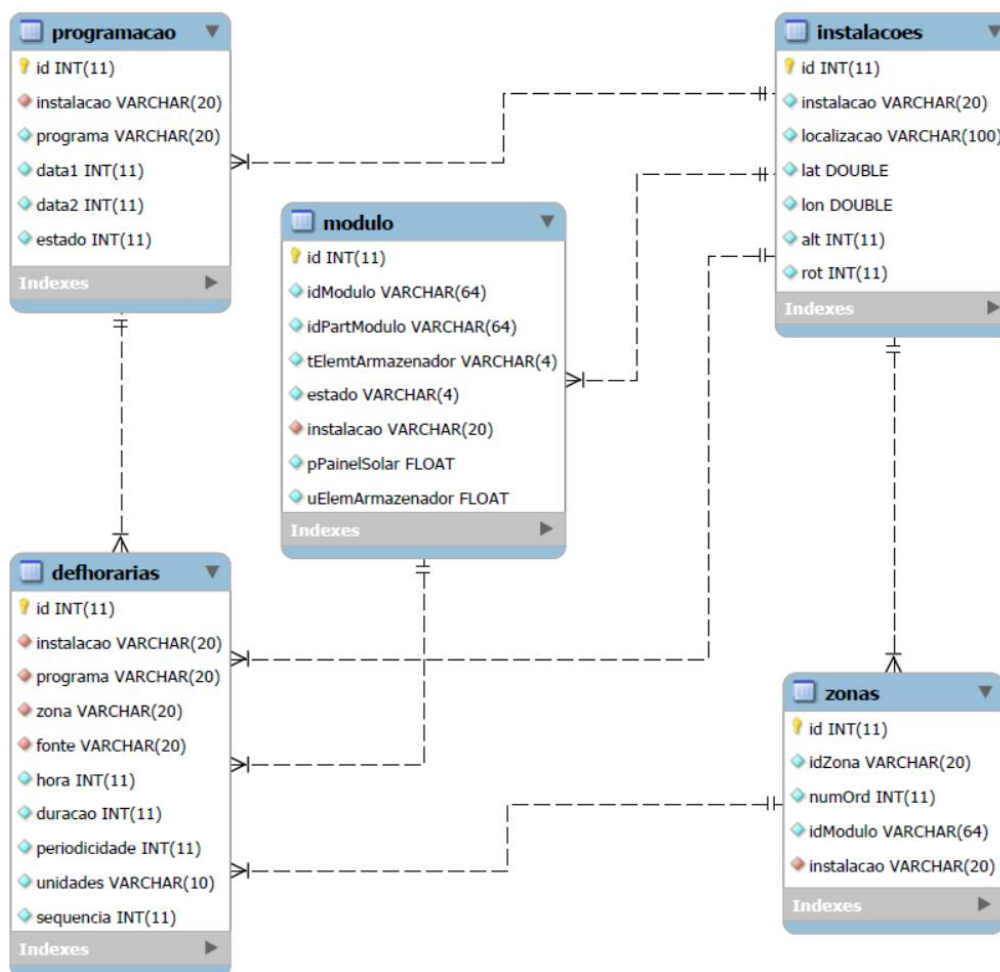 programacao
id INT(11)
instalacao VARCHAR(20)
programa VARCHAR(20)
data1 INT(11)
data2 INT(11)
estado INT(11)
Indexes
instalacoes
id INT(11)
instalacao VARCHAR(20)
localizacao VARCHAR(100)
lat DOUBLE
lon DOUBLE
alt INT(11)
rot INT(11)
Indexes
modulo
id INT(11)
idModulo VARCHAR(64)
idPartModulo VARCHAR(64)
tElemtArmazenador VARCHAR(4)
estado VARCHAR(4)
instalacao VARCHAR(20)
pPainelSolar FLOAT
uElemArmazenador FLOAT
Indexes
defhorarias
id INT(11)
instalacao VARCHAR(20)
programa VARCHAR(20)
zona VARCHAR(20)
fonte VARCHAR(20)
hora INT(11)
duracao INT(11)
periodicidade INT(11)
unidades VARCHAR(10)
sequencia INT(11)
Indexes
zonas
id INT(11)
idZona VARCHAR(20)
numOrd INT(11)
idModulo VARCHAR(64)
instalacao VARCHAR(20)
Indexes